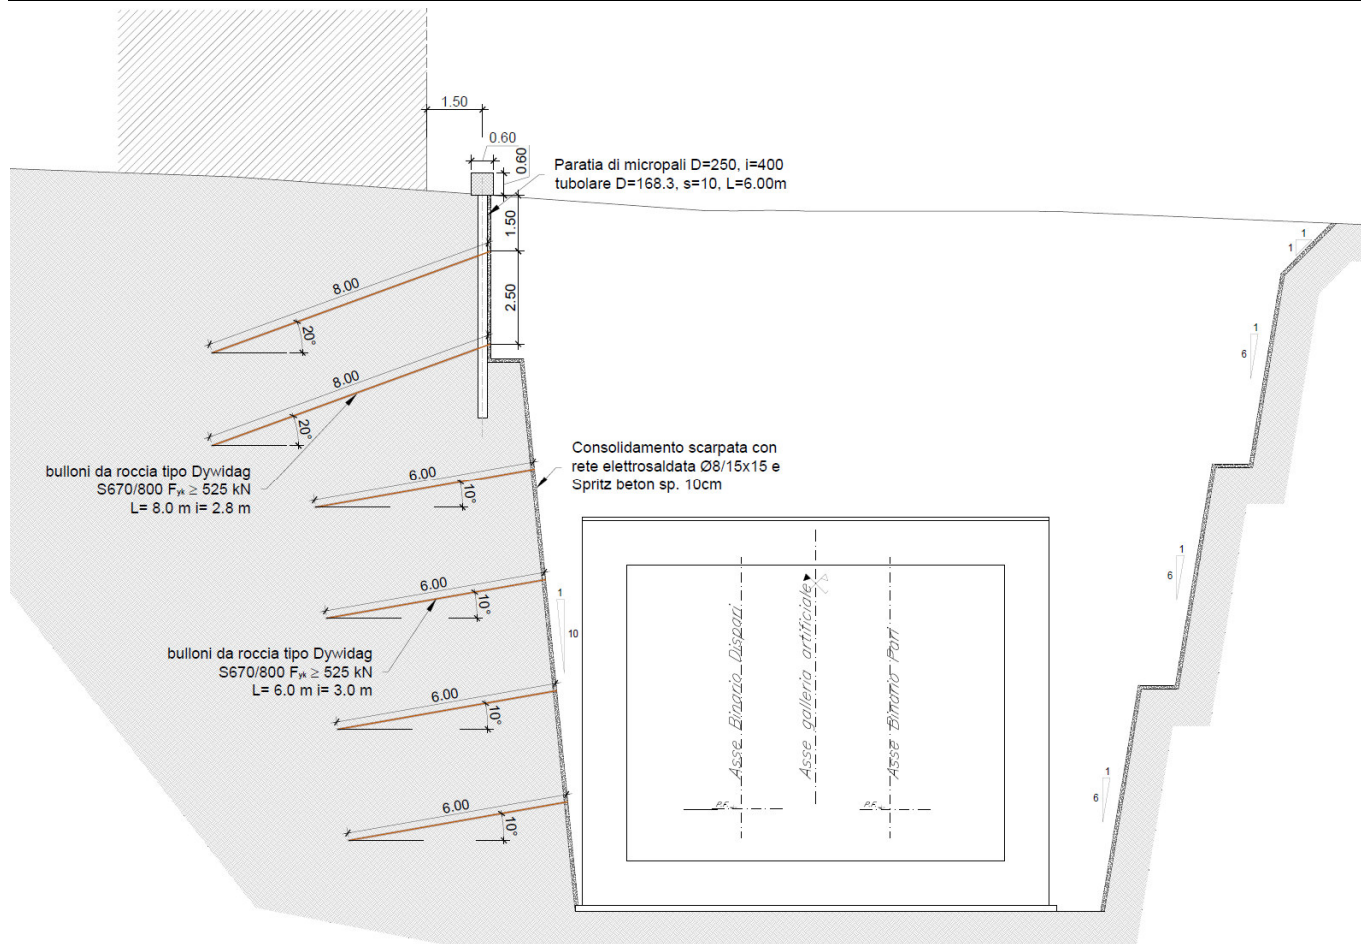 1.50
0.60
0.60
Paratia di micropali D=250, i=400
tubolare D=168.3, s=10, L=6.00m
1.50
2.50
8.00
20°
8.00
20°
bulloni da roccia tipo Dywidag
S670/800 Fyk ≥ 525 kN
L= 8.0 m i= 2.8 m
Consolidamento scarpata con
rete elettrosaldata Ø8/15x15 e
Spritz beton sp. 10cm
6.00
10°
6.00
10°
bulloni da roccia tipo Dywidag
S670/800 Fyk ≥ 525 kN
L= 6.0 m i= 3.0 m
6.00
10°
6.00
10°
1
10
Asse Binario Dispari
Asse galleria artificiale
Asse Binario Pari
P.F.
P.F.
1
1
1
6
1
6
1
6